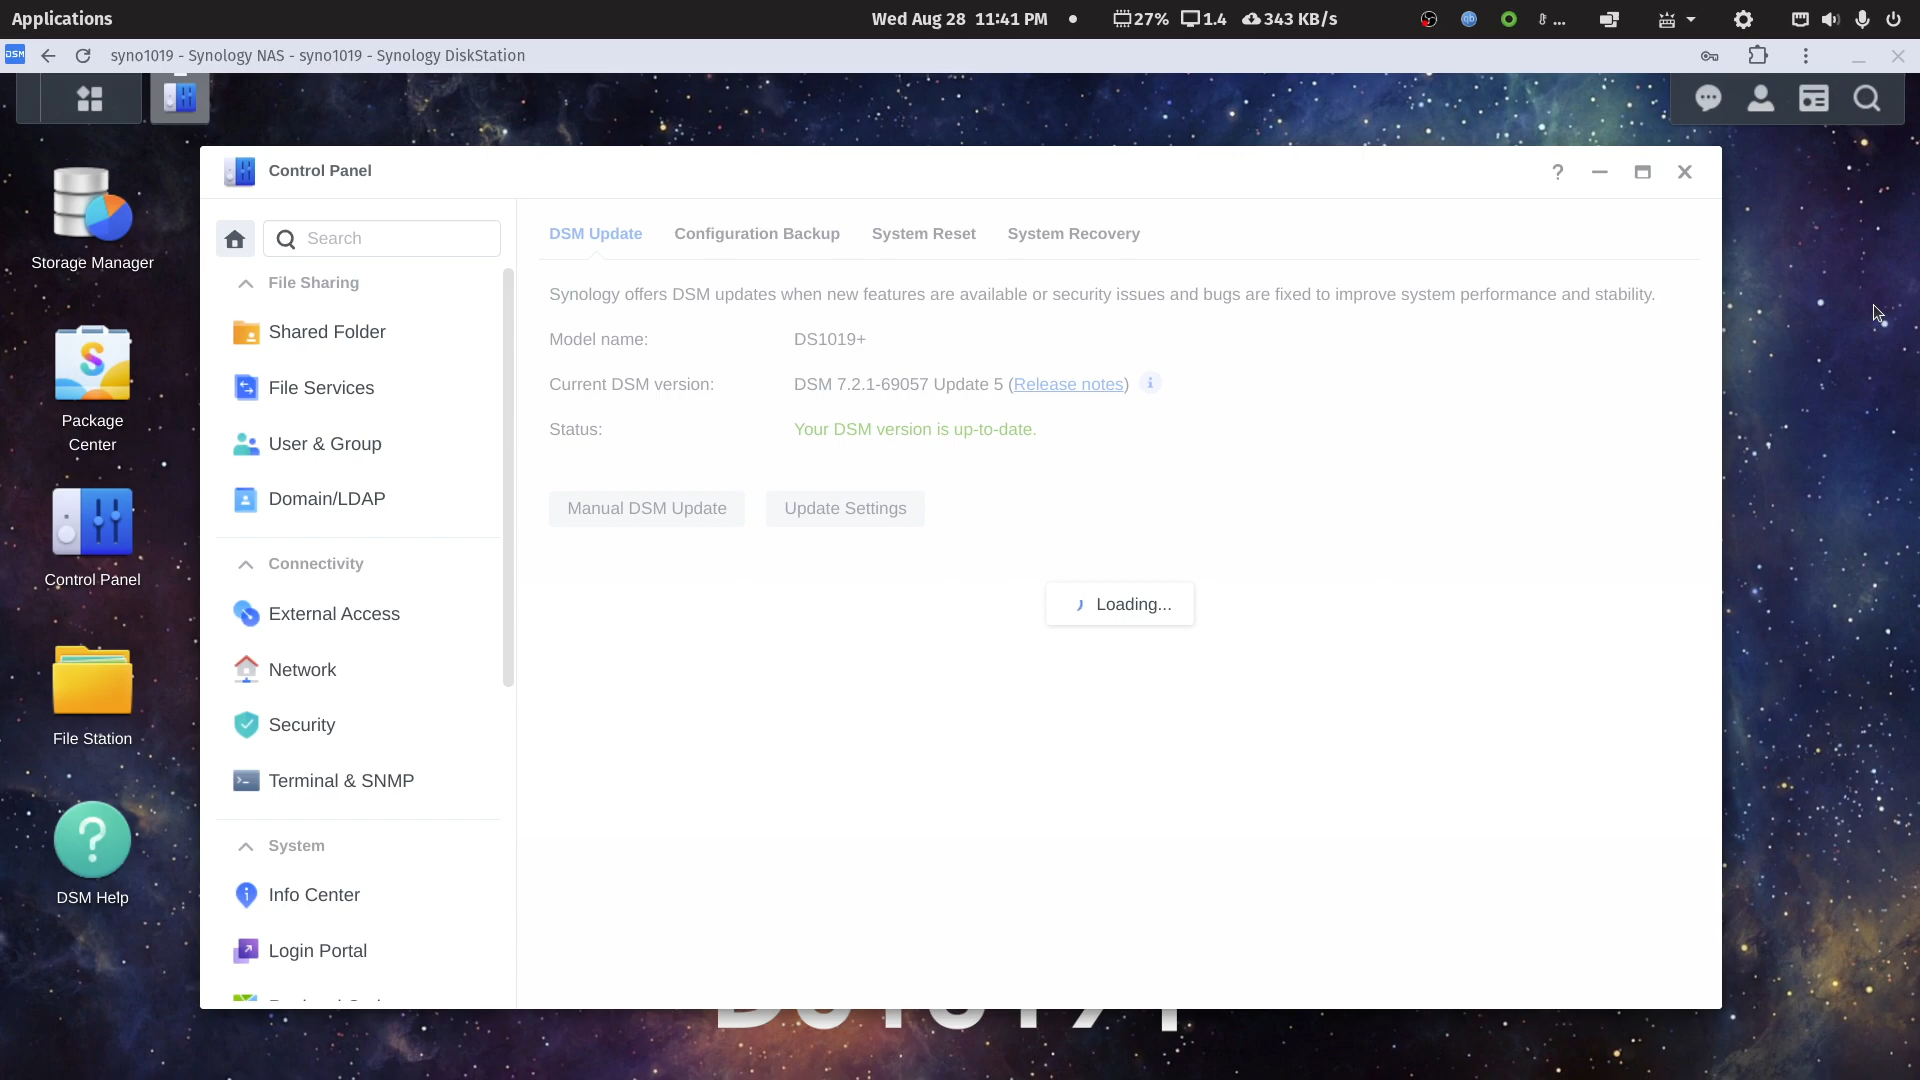 Applications
Wed Aug 28 11:41 PM
27% 1.4 343 KB/s
qb
...
DSM
syno1019 - Synology NAS - syno1019 - Synology DiskStation
Storage Manager
Package
Center
Control Panel
File Station
DSM Help
Control Panel
Search
File Sharing
Shared Folder
File Services
User & Group
Domain/LDAP
Connectivity
External Access
Network
Security
Terminal & SNMP
System
Info Center
Login Portal
DSM Update Configuration Backup System Reset System Recovery
Synology offers DSM updates when new features are available or security issues and bugs are fixed to improve system performance and stability.
Model name: DS1019+
Current DSM version: DSM 7.2.1-69057 Update 5 (Release notes)
Status: Your DSM version is up-to-date.
Manual DSM Update Update Settings
Loading...